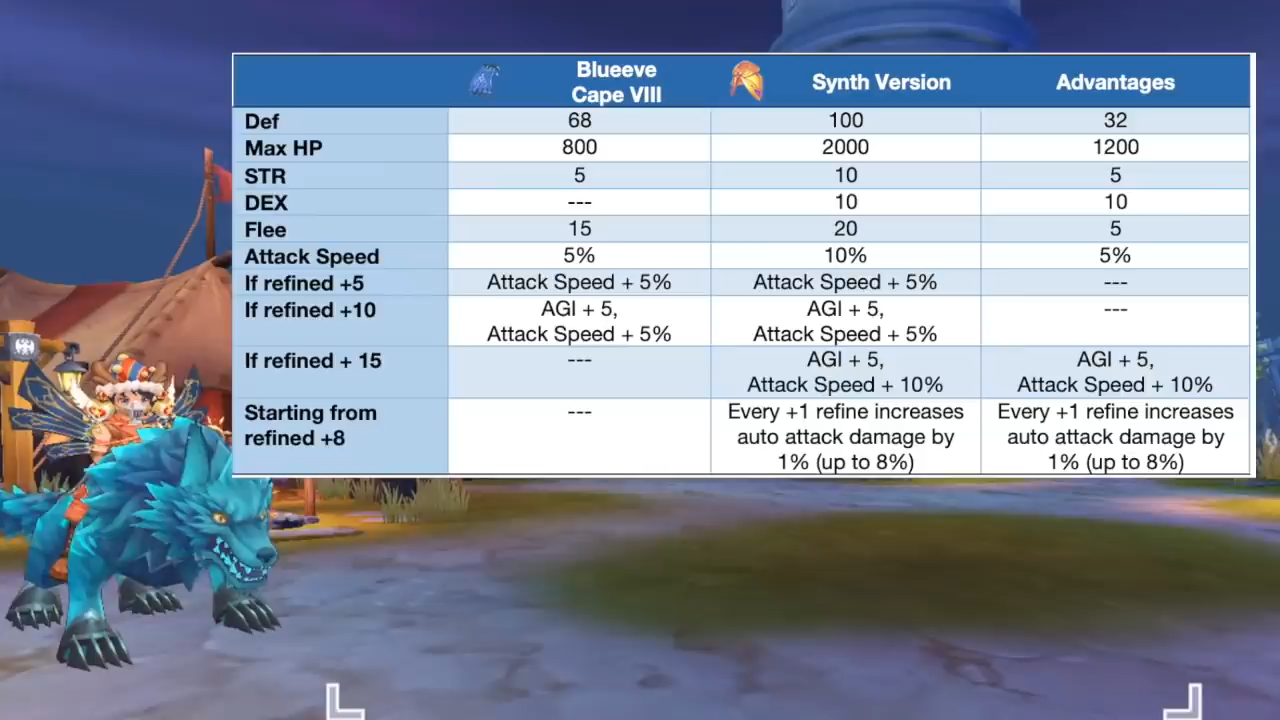 Blueeve
Cape VIII
Synth Version
Advantages
Def 68 100 32
Max HP 800 2000 1200
STR 5 10 5
DEX --- 10 10
Flee 15 20 5
Attack Speed 5% 10% 5%
If refined +5 Attack Speed + 5% Attack Speed + 5% ---
If refined +10 AGI + 5, AGI + 5, ---
Attack Speed + 5% Attack Speed + 5%
If refined + 15 --- AGI + 5, AGI + 5,
Attack Speed + 10% Attack Speed + 10%
Starting from --- Every +1 refine increases Every +1 refine increases
refined +8 auto attack damage by auto attack damage by
1% (up to 8%) 1% (up to 8%)